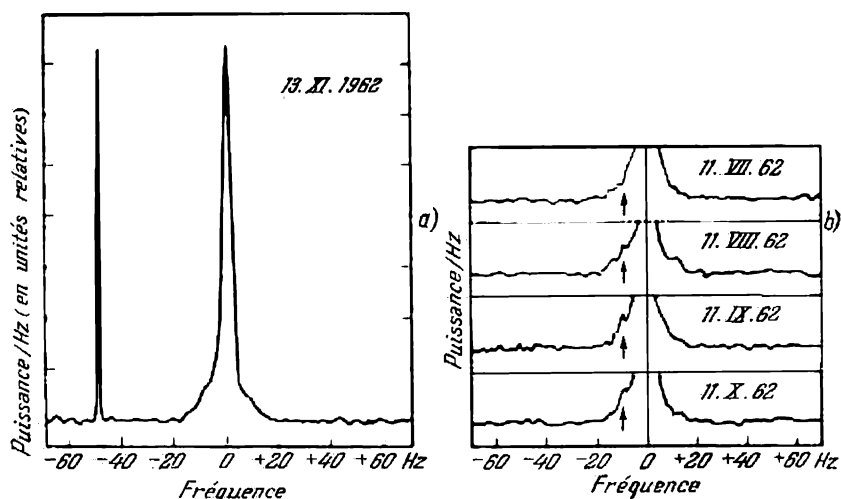 Puissance/Hz (en unités relatives)
13. XI. 1962
a)
-60 -40 -20 0 +20 +40 +60 Hz
Fréquence
Puissance/Hz
11. VII. 62
b)
11. VIII. 62
11. IX. 62
11. X. 62
-60 -40 -20 0 +20 +60 Hz
Fréquence